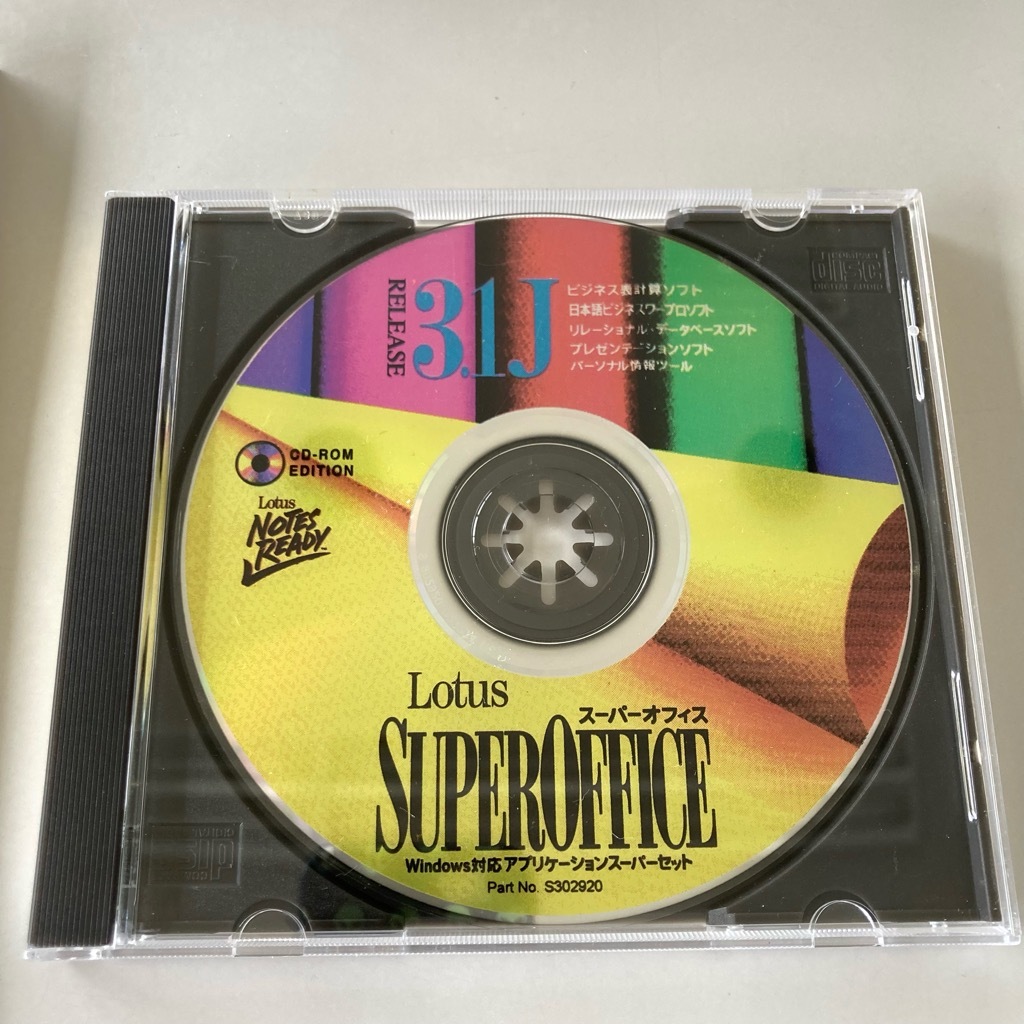 RELEASE
3.1J
ビジネス表計算ソフト
日本語ビジネスワープロソフト
リレーショナル・データベースソフト
プレゼンテーションソフト
パーソナル情報ツール
COMPACT
disc
DIGITAL AUDIO
CD-ROM
EDITION
Lotus
NOTES
READY
Lotus
スーパーオフィス
SUPEROFFICE
Windows対応アプリケーションスーパーセット
Part No. S302920